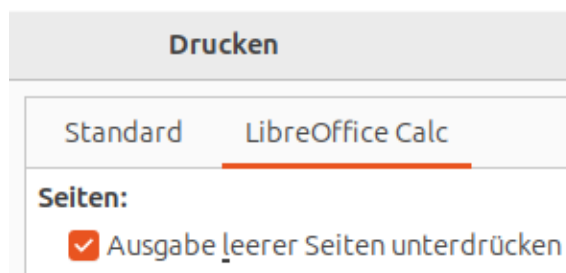 Drucken
Standard LibreOffice Calc
Seiten:
Ausgabe leerer Seiten unterdrücken